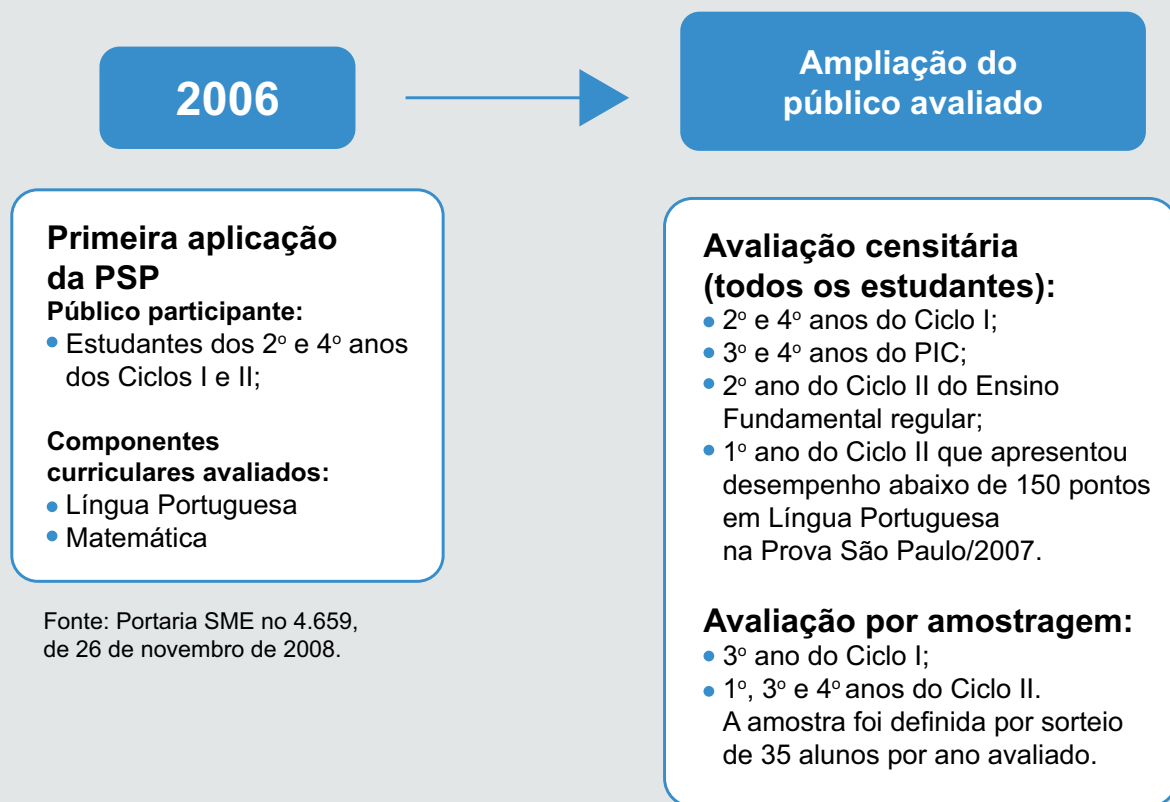 2006
Primeira aplicação
da PSP
Público participante:
• Estudantes dos 2º e 4º anos
dos Ciclos I e II;
Componentes
curriculares avaliados:
• Língua Portuguesa
• Matemática
Fonte: Portaria SME no 4.659,
de 26 de novembro de 2008.
Ampliação do
público avaliado
Avaliação censitária
(todos os estudantes):
• 2º e 4º anos do Ciclo I;
• 3º e 4º anos do PIC;
• 2º ano do Ciclo II do Ensino
Fundamental regular;
• 1º ano do Ciclo II que apresentou
desempenho abaixo de 150 pontos
em Língua Portuguesa
na Prova São Paulo/2007.
Avaliação por amostragem:
• 3º ano do Ciclo I;
• 1º, 3º e 4º anos do Ciclo II.
A amostra foi definida por sorteio
de 35 alunos por ano avaliado.